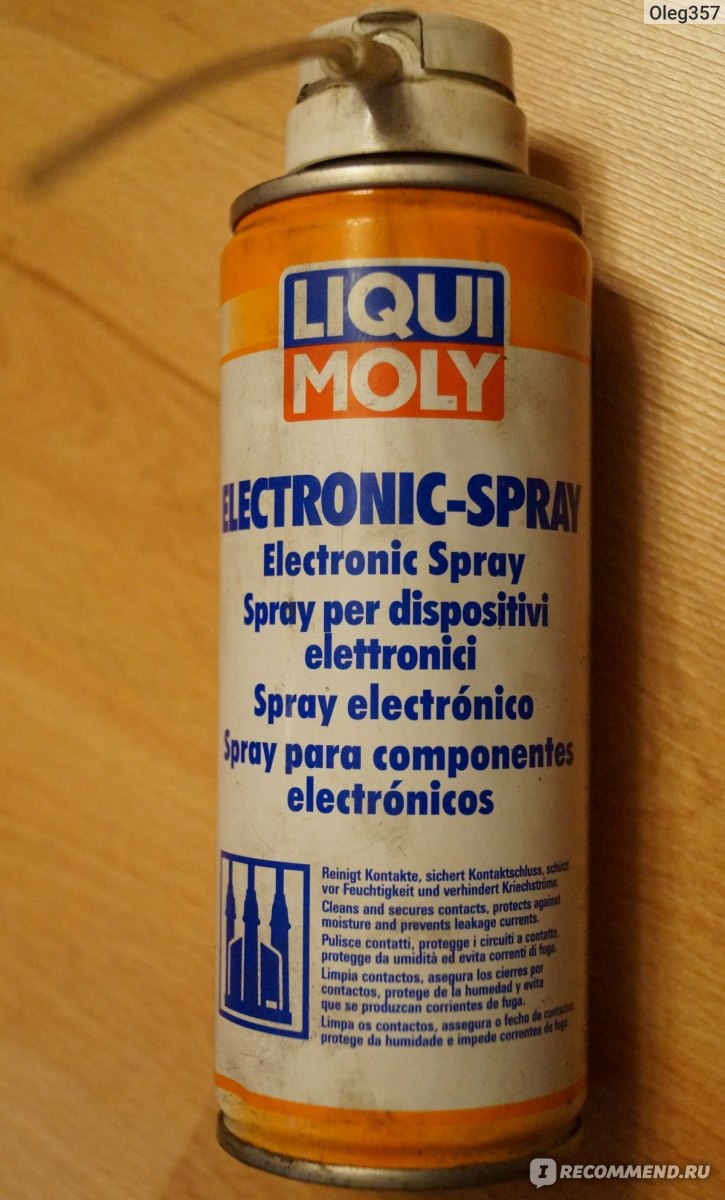 Oleg357
LIQUI
MOLY
ELECTRONIC-SPRAY
Electronic Spray
Spray per dispositivi
elettronici
Spray electrónico
Spray para componentes
electrónicos
Reinigt Kontakte, sichert Kontaktschluss, schützt
vor Feuchtigkeit und verhindert Kriechströme.
Cleans and secures contacts, protects against
moisture and prevents leakage currents.
Pulisce contatti, protegge i circuiti a contatto,
protegge da umidità ed evita correnti di fuga.
Limpia contactos, asegura los cierres por
contactos, protege de la humedad y evita
que se produzcan corrientes de fuga.
Limpa os contactos, assegura o fecho de contactos,
protege da humidade e impede correntes de fuga.
IRECOMMEND.RU